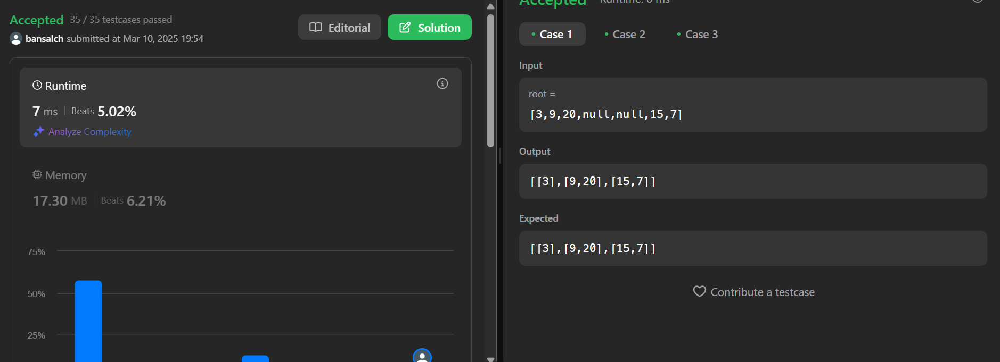 Accepted 35 / 35 testcases passed
bansalch submitted at Mar 10, 2025 19:54
Editorial
Solution
Runtime
7 ms | Beats 5.02%
Analyze Complexity
Memory
17.30 MB | Beats 6.21%
75%
50%
25%
Accepted Runtime: 0 ms
• Case 1 • Case 2 • Case 3
Input
root =
[3,9,20,null,null,15,7]
Output
[[3],[9,20],[15,7]]
Expected
[[3],[9,20],[15,7]]
Contribute a testcase